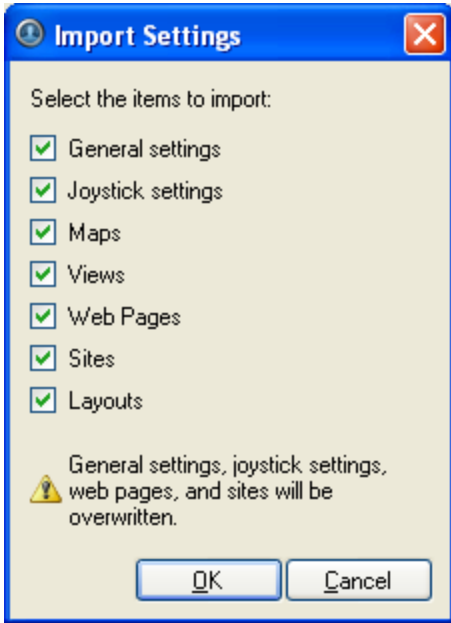 Import Settings
Select the items to import:
General settings
Joystick settings
Maps
Views
Web Pages
Sites
Layouts
General settings, joystick settings,
web pages, and sites will be
overwritten.
OK
Cancel